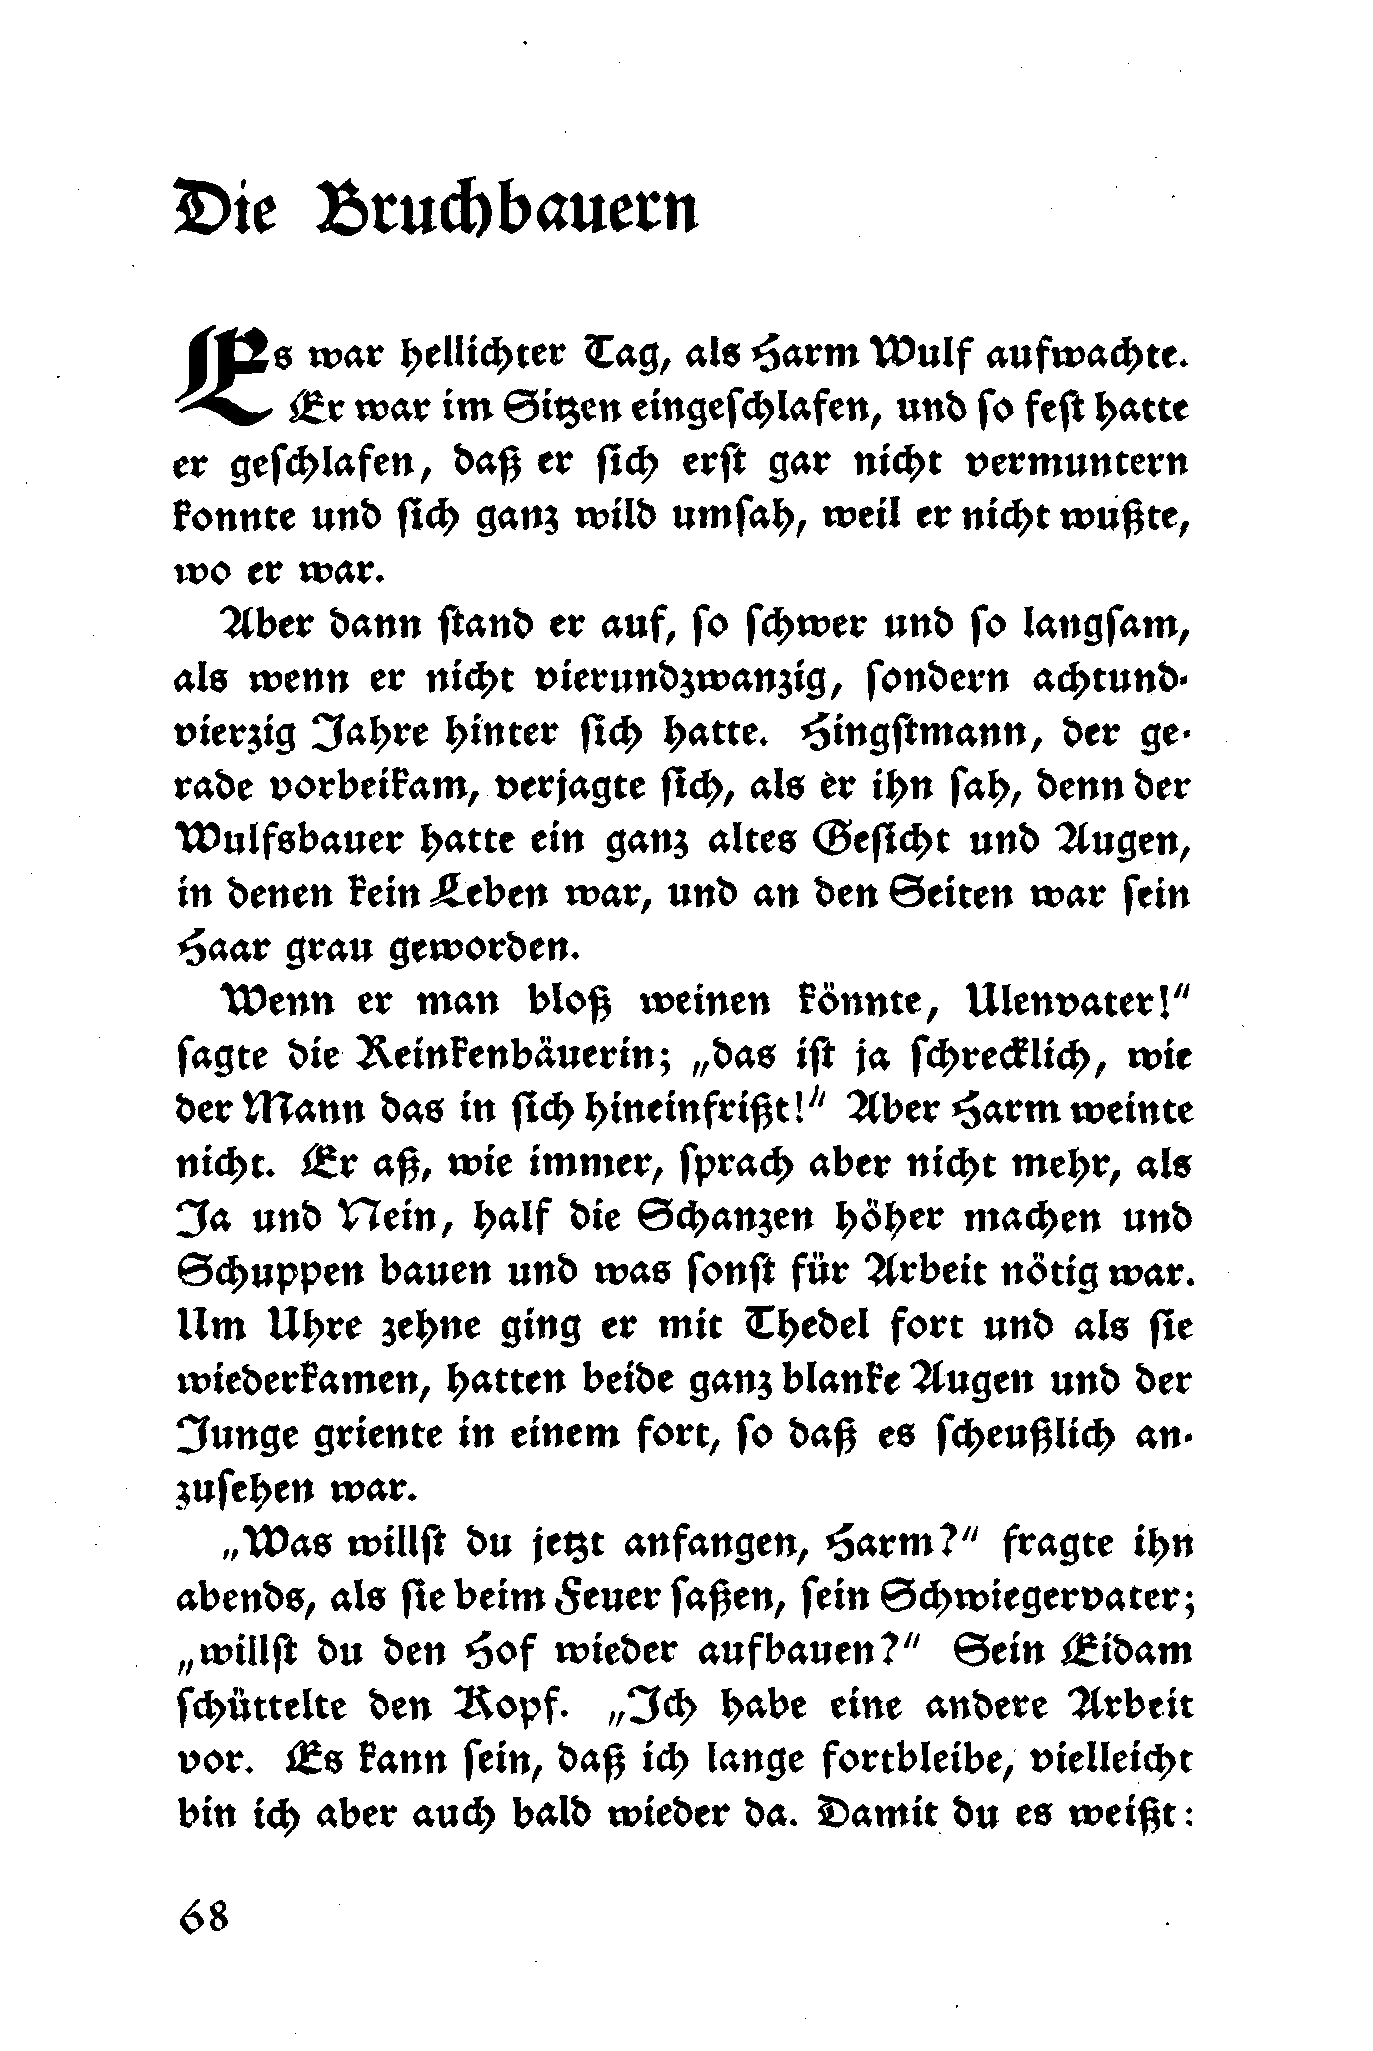 Die Bruchbauern
Es war hellichter Tag, als Harm Wulf aufwachte.
Er war im Sitzen eingeschlafen, und so fest hatte
er geschlafen, daß er sich erst gar nicht vermuntern
konnte und sich ganz wild umsah, weil er nicht wußte,
wo er war.
Aber dann stand er auf, so schwer und so langsam,
als wenn er nicht vierundzwanzig, sondern achtund-
vierzig Jahre hinter sich hatte. Hingstmann, der ge-
rade vorbeikam, verjagte sich, als er ihn sah, denn der
Wulfsbauer hatte ein ganz altes Gesicht und Augen,
in denen kein Leben war, und an den Seiten war sein
Haar grau geworden.
Wenn er man bloß weinen könnte, Ulenvater!“
sagte die Reinkenbäuerin; „das ist ja schrecklich, wie
der Mann das in sich hineinfrißt!“ Aber Harm weinte
nicht. Er aß, wie immer, sprach aber nicht mehr, als
Ja und Nein, half die Schanzen höher machen und
Schuppen bauen und was sonst für Arbeit nötig war.
Um Uhre zehne ging er mit Thedel fort und als sie
wiederkamen, hatten beide ganz blanke Augen und der
Junge griente in einem fort, so daß es scheußlich an-
zusehen war.
„Was willst du jetzt anfangen, Harm?“ fragte ihn
abends, als sie beim Feuer saßen, sein Schwiegervater;
„willst du den Hof wieder aufbauen?“ Sein Eidam
schüttelte den Kopf. „Ich habe eine andere Arbeit
vor. Es kann sein, daß ich lange fortbleibe, vielleicht
bin ich aber auch bald wieder da. Damit du es weißt:
68